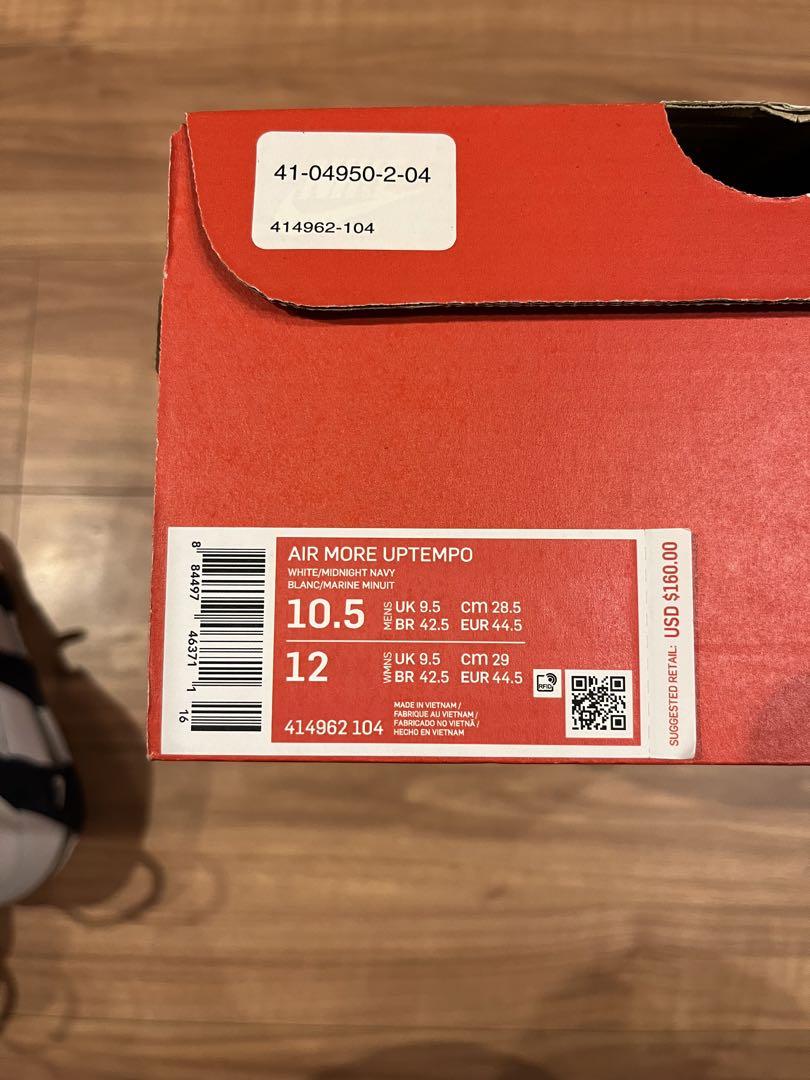 41-04950-2-04
414962-104
AIR MORE UPTEMPO
WHITE/MIDNIGHT NAVY
BLANC/MARINE MINUIT
10.5 MENS UK 9.5 cm 28.5
BR 42.5 EUR 44.5
12 WMNS UK 9.5 cm 29
BR 42.5 EUR 44.5
RFID
414962 104
MADE IN VIETNAM /
FABRIQUE AU VIETNAM /
FABRICADO NO VIETNÃ /
HECHO EN VIETNAM
8 84497 46371 1 16
SUGGESTED RETAIL: USD $160.00